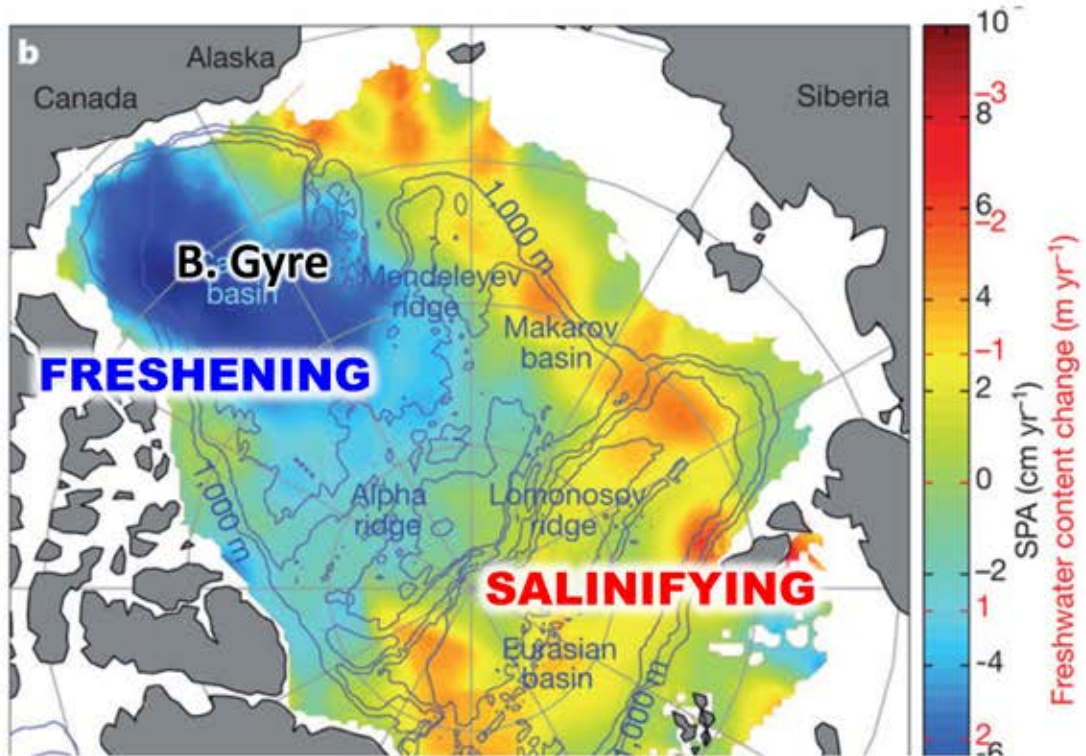 b
Alaska
Canada
Siberia
1,000 m
B. Gyre
basin
Mendeleyev
ridge
Makarov
basin
FRESHENING
1,000 m
Alpha
ridge
Lomonosov
ridge
SALINIFYING
Eurasian
basin
1,000 m
10
–3
8
6
–2
4
–1
2
0
–2
1
–4
2
–6
SPA (cm yr⁻¹)
Freshwater content change (m yr⁻¹)